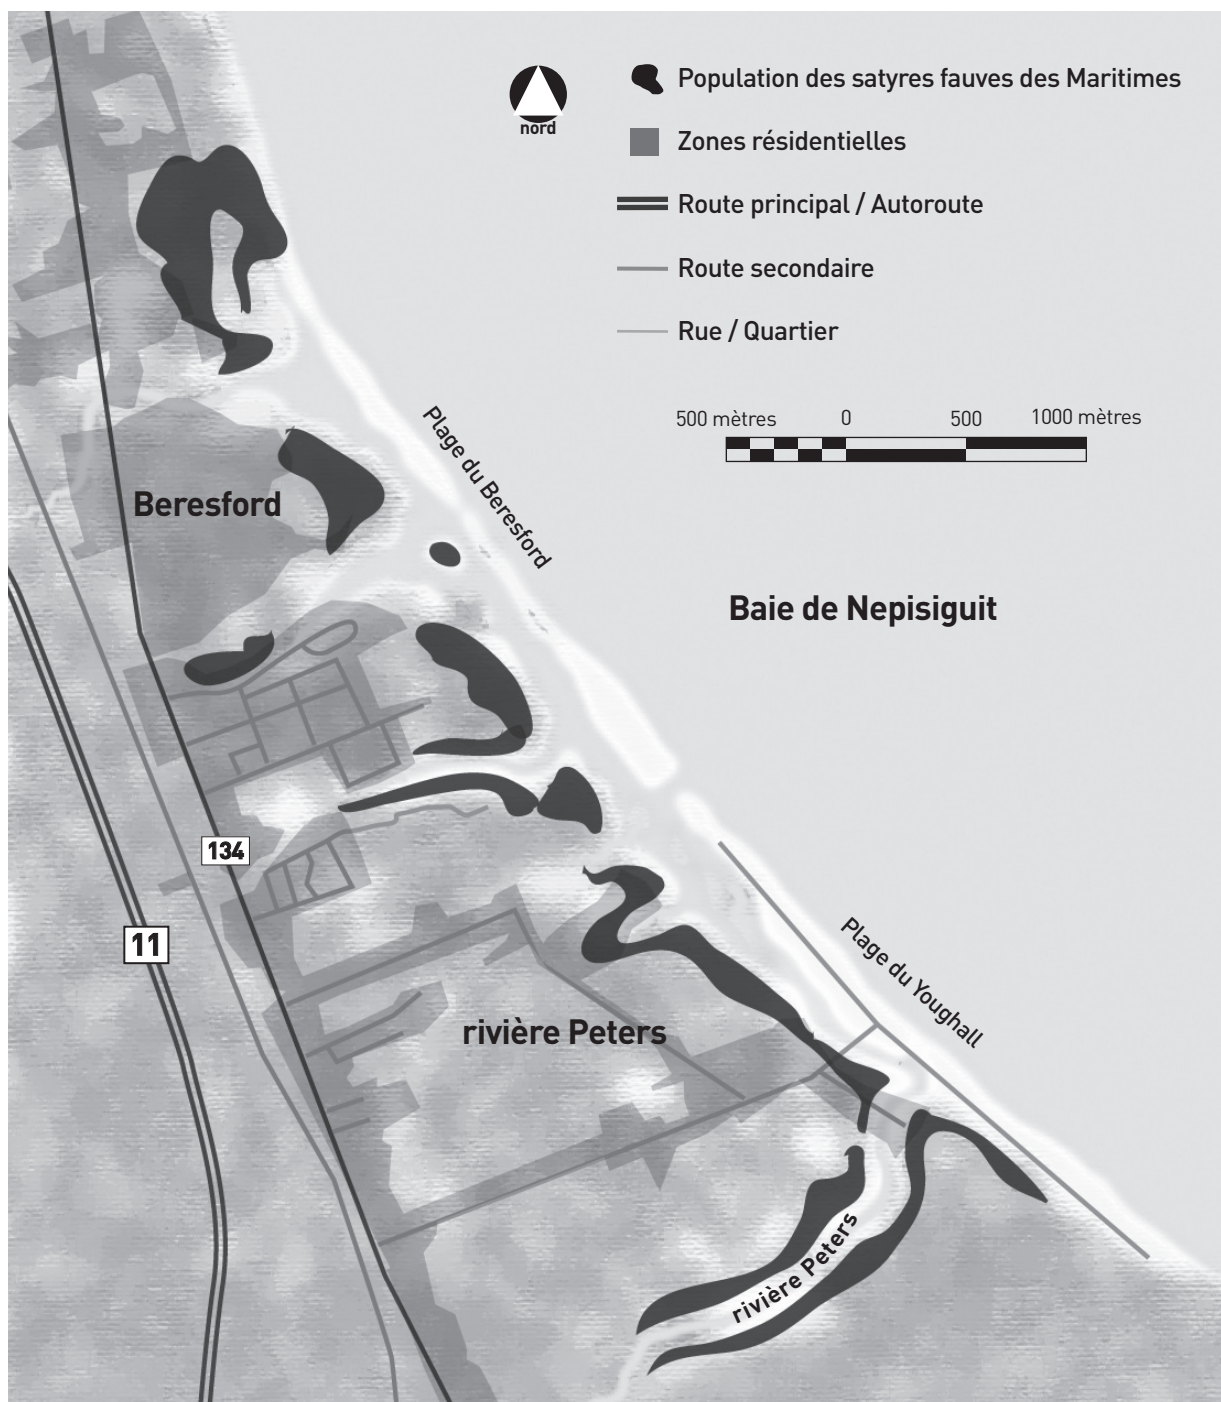 nord
Population des satyres fauves des Maritimes
Zones résidentielles
Route principal / Autoroute
Route secondaire
Rue / Quartier
500 mètres 0 500 1000 mètres
Plage du Beresford
Beresford
Baie de Nepisiguit
134
11
Plage du Youghall
rivière Peters
rivière Peters